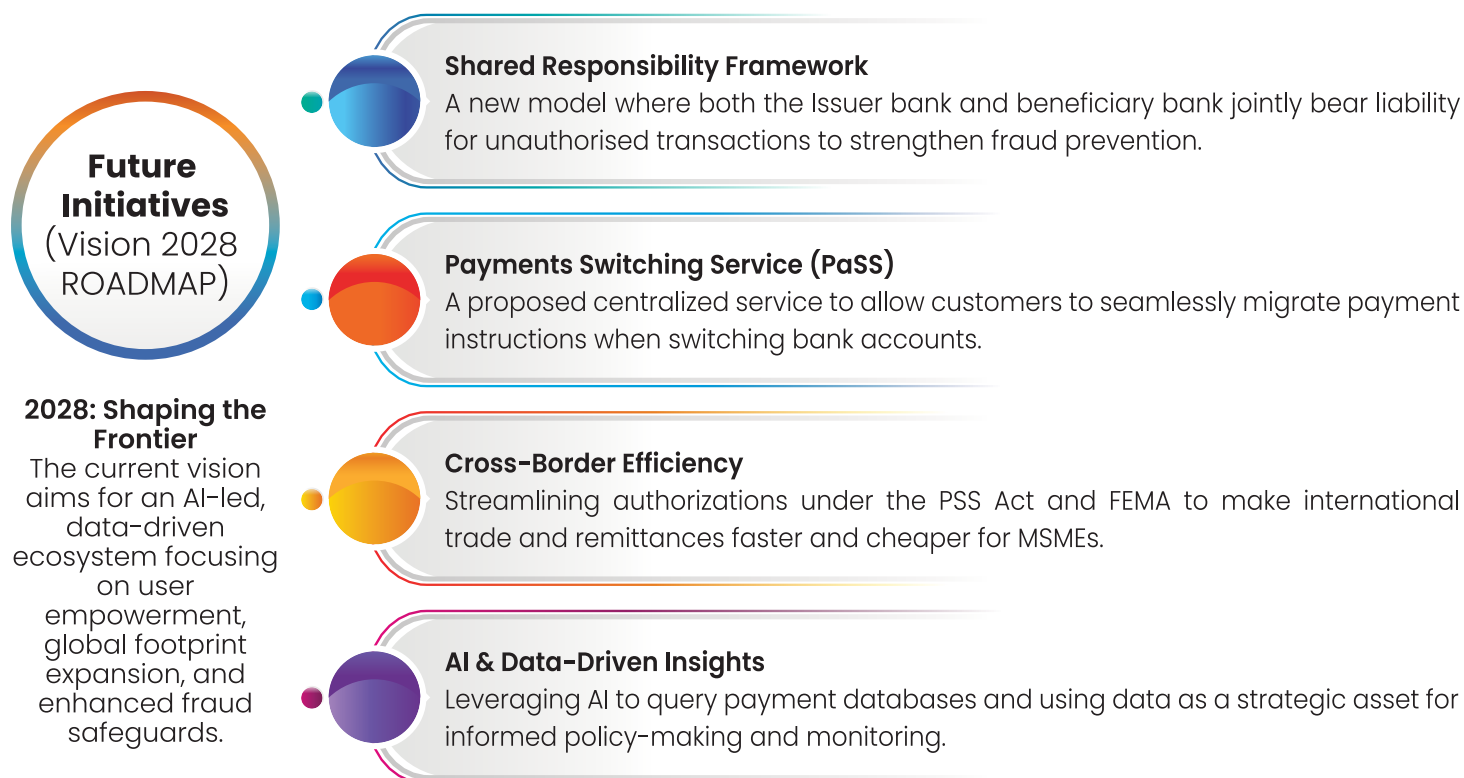 Future
Initiatives
(Vision 2028
ROADMAP)
2028: Shaping the
Frontier
The current vision
aims for an AI-led,
data-driven
ecosystem focusing
on user
empowerment,
global footprint
expansion, and
enhanced fraud
safeguards.
Shared Responsibility Framework
A new model where both the Issuer bank and beneficiary bank jointly bear liability
for unauthorised transactions to strengthen fraud prevention.
Payments Switching Service (PaSS)
A proposed centralized service to allow customers to seamlessly migrate payment
instructions when switching bank accounts.
Cross-Border Efficiency
Streamlining authorizations under the PSS Act and FEMA to make international
trade and remittances faster and cheaper for MSMEs.
AI & Data-Driven Insights
Leveraging AI to query payment databases and using data as a strategic asset for
informed policy-making and monitoring.